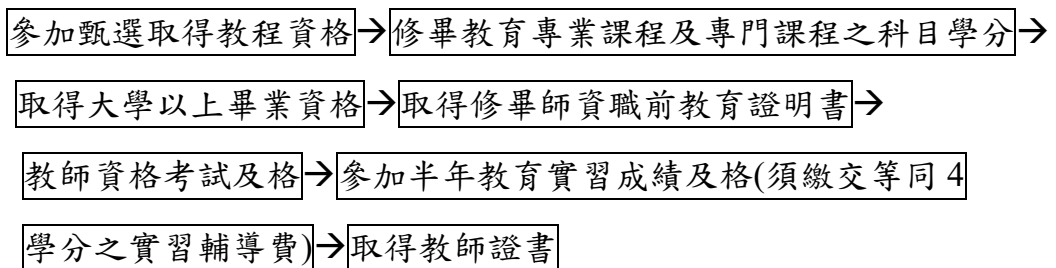 參加甄選取得教程資格→修畢教育專業課程及專門課程之科目學分→
取得大學以上畢業資格→取得修畢師資職前教育證明書→
教師資格考試及格→參加半年教育實習成績及格(須繳交等同 4
學分之實習輔導費)→取得教師證書